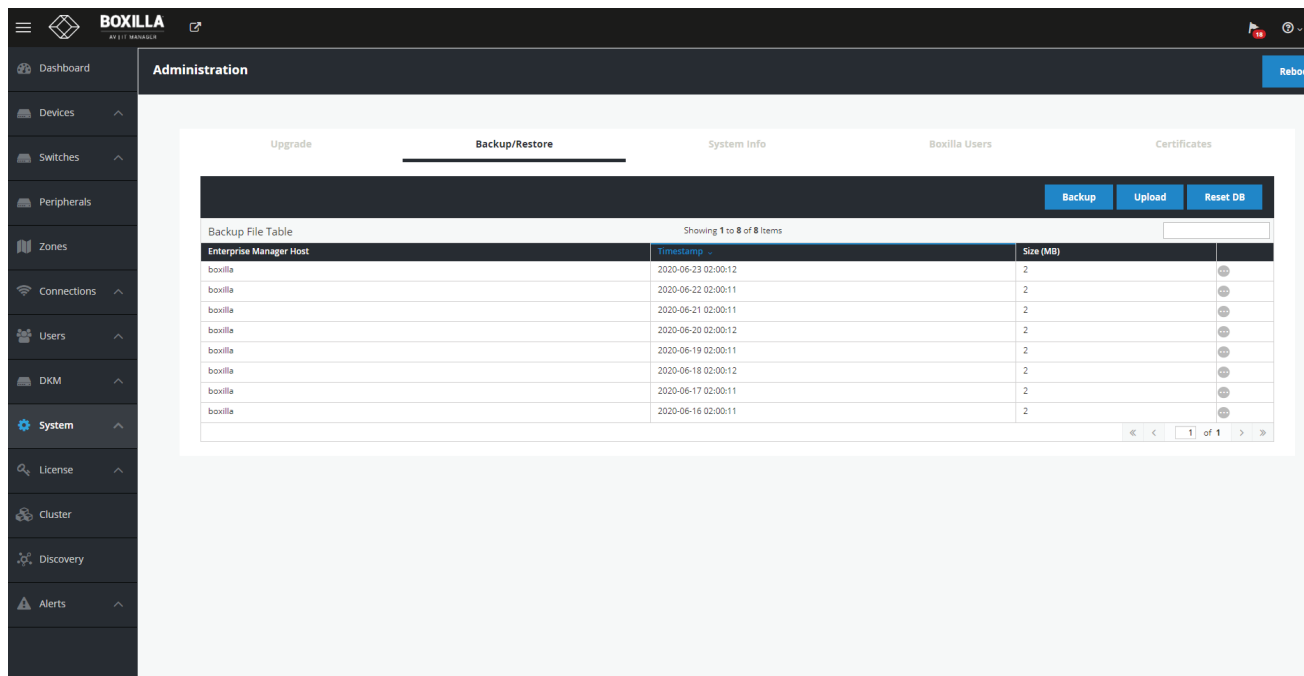 BOXILLA
AV | IT MANAGER
18
Dashboard
Devices
Switches
Peripherals
Zones
Connections
Users
DKM
System
License
Cluster
Discovery
Alerts
Administration
Reboo
Upgrade
Backup/Restore
System Info
Boxilla Users
Certificates
Backup
Upload
Reset DB
Backup File Table
Showing 1 to 8 of 8 Items
Enterprise Manager Host Timestamp Size (MB)
boxilla 2020-06-23 02:00:12 2
boxilla 2020-06-22 02:00:11 2
boxilla 2020-06-21 02:00:11 2
boxilla 2020-06-20 02:00:12 2
boxilla 2020-06-19 02:00:11 2
boxilla 2020-06-18 02:00:12 2
boxilla 2020-06-17 02:00:11 2
boxilla 2020-06-16 02:00:11 2
1 of 1